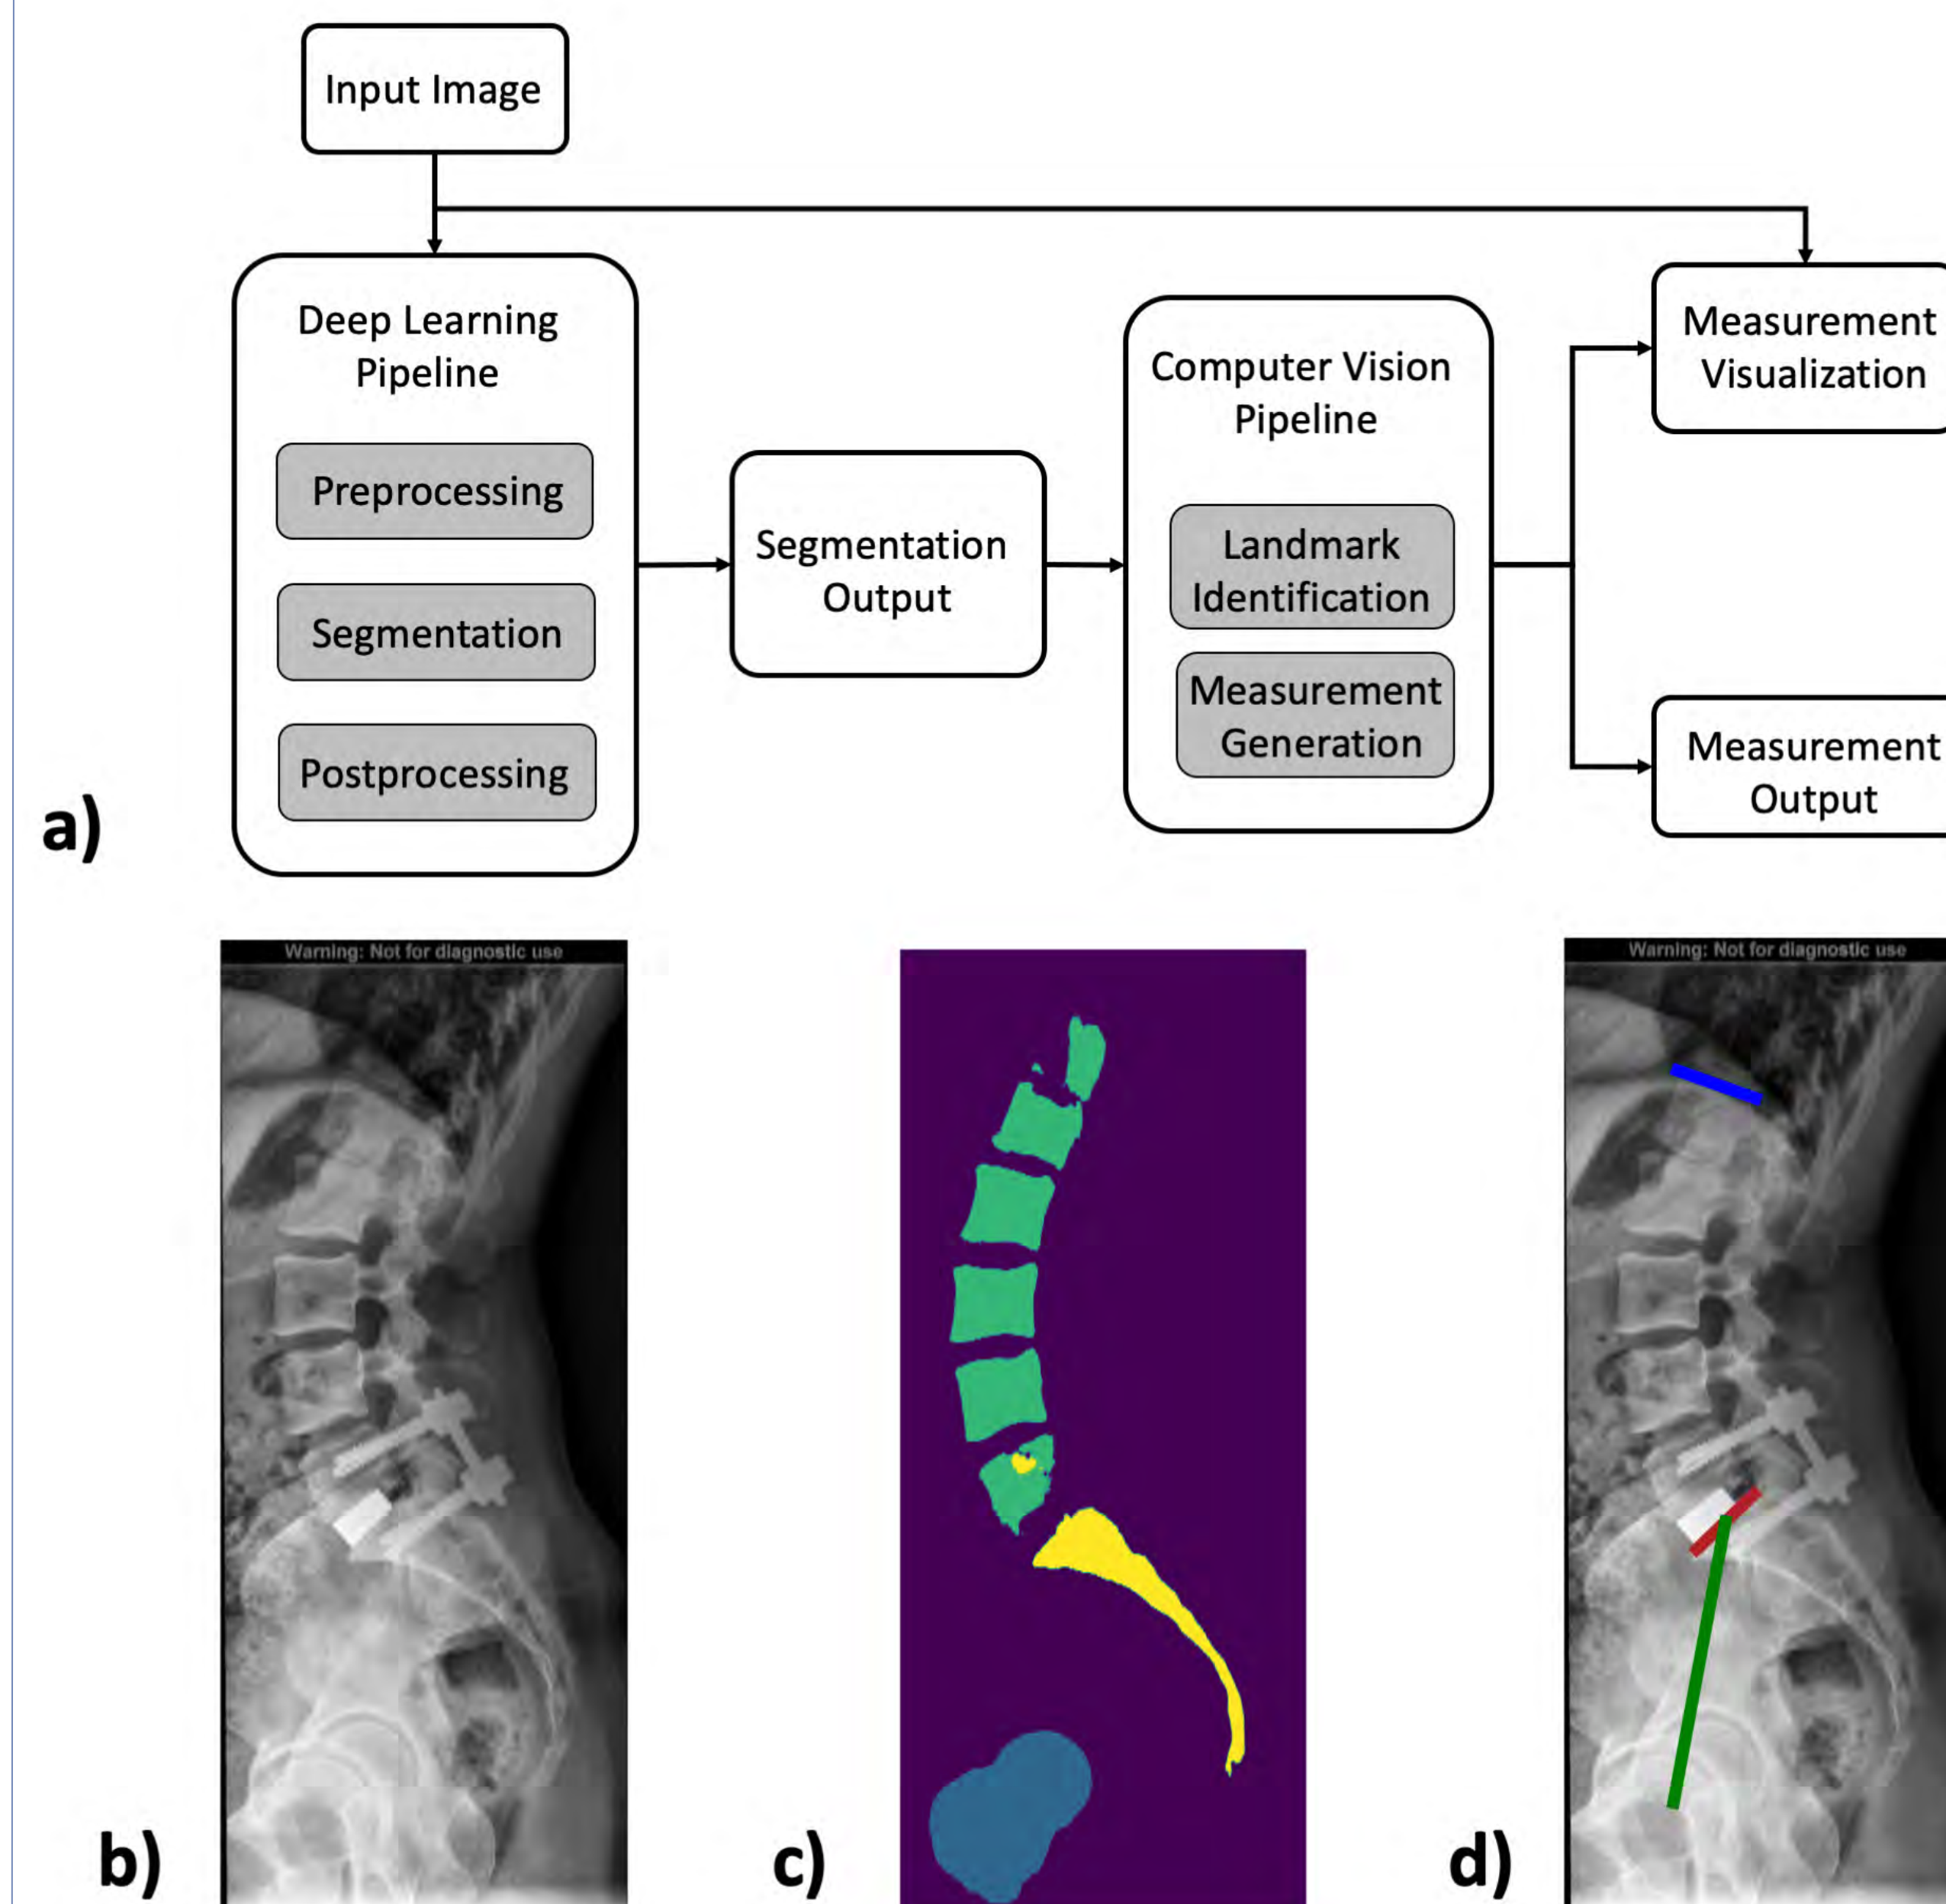 Input Image
Deep Learning
Pipeline
Preprocessing
Segmentation
Postprocessing
Segmentation
Output
Computer Vision
Pipeline
Landmark
Identification
Measurement
Generation
Measurement
Visualization
Measurement
Output
a)
Warning: Not for diagnostic use
Warning: Not for diagnostic use
b)
c)
d)